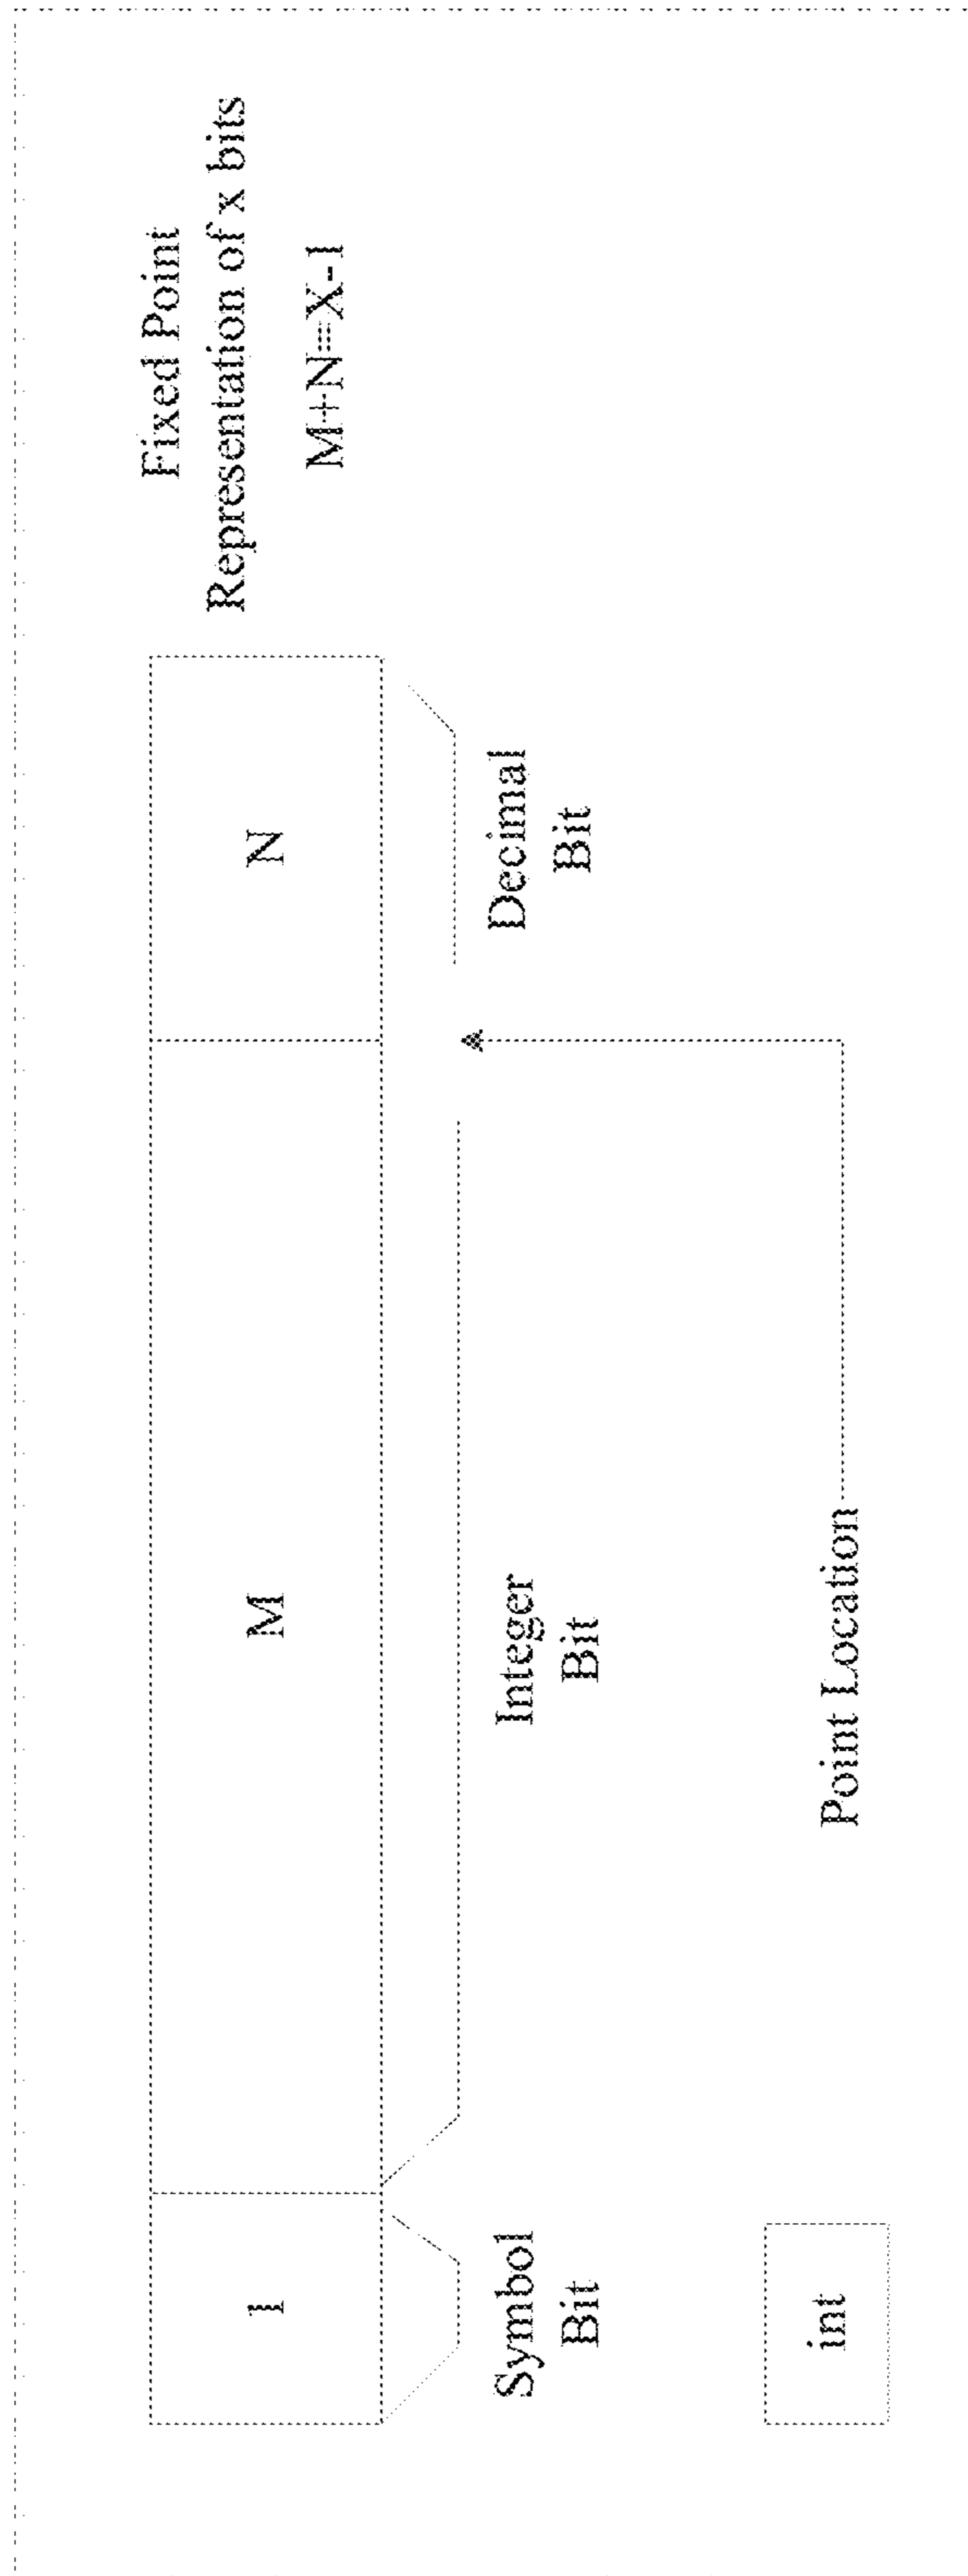 1
M
N
Fixed Point
Representation of x bits
M+N=X-1
Symbol
Bit
Integer
Bit
Decimal
Bit
int
Point Location